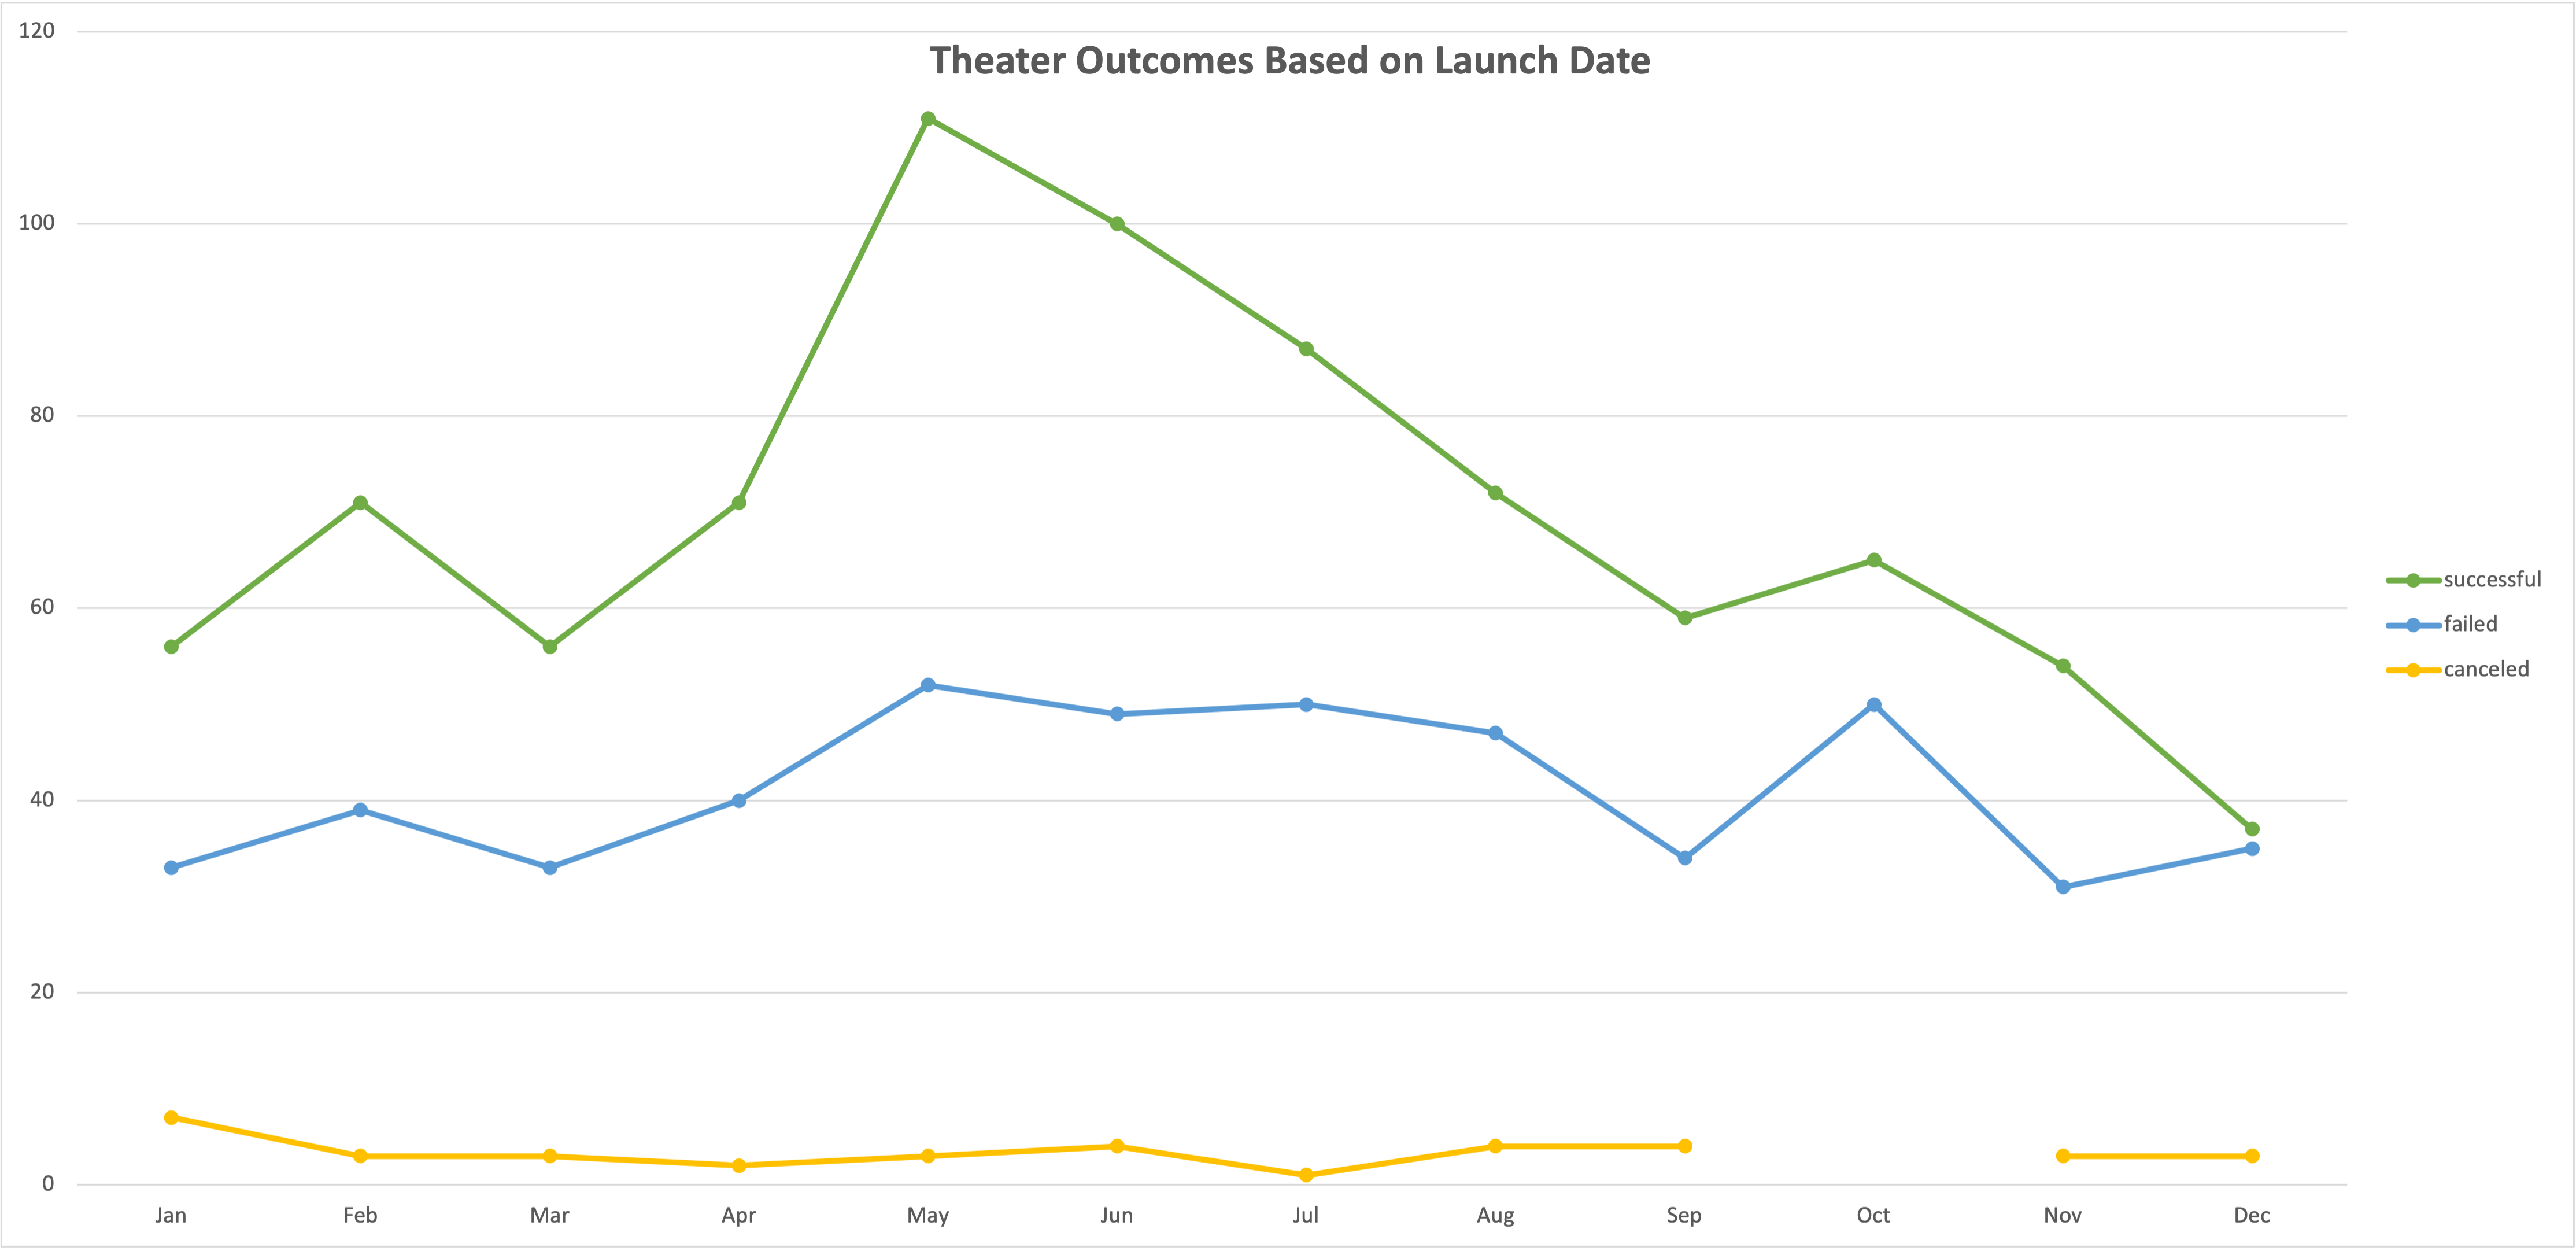 Theater Outcomes Based on Launch Date
120
100
80
60
40
20
0
Jan Feb Mar Apr May Jun Jul Aug Sep Oct Nov Dec
successful
failed
canceled